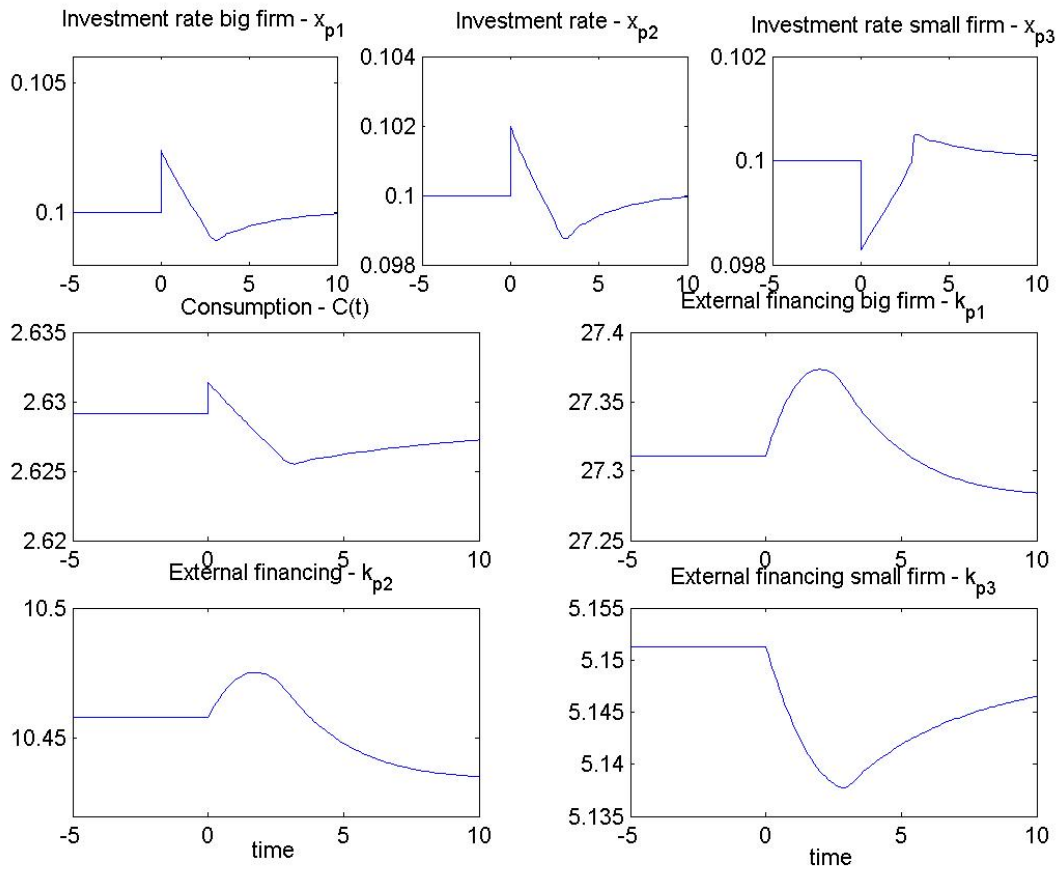 Investment rate big firm - x_p1
Investment rate - x_p2
Investment rate small firm - x_p3
0.105
0.1
-5 0 5 10
0.104
0.102
0.1
0.098
-5 0 5 10
0.102
0.1
0.098
-5 0 5 10
Consumption - C(t)
2.635
2.63
2.625
2.62
-5 0 5 10
External financing big firm - k_p1
27.4
27.35
27.3
27.25
-5 0 5 10
External financing - k_p2
10.5
10.45
-5 0 5 10
time
External financing small firm - k_p3
5.155
5.15
5.145
5.14
5.135
-5 0 5 10
time